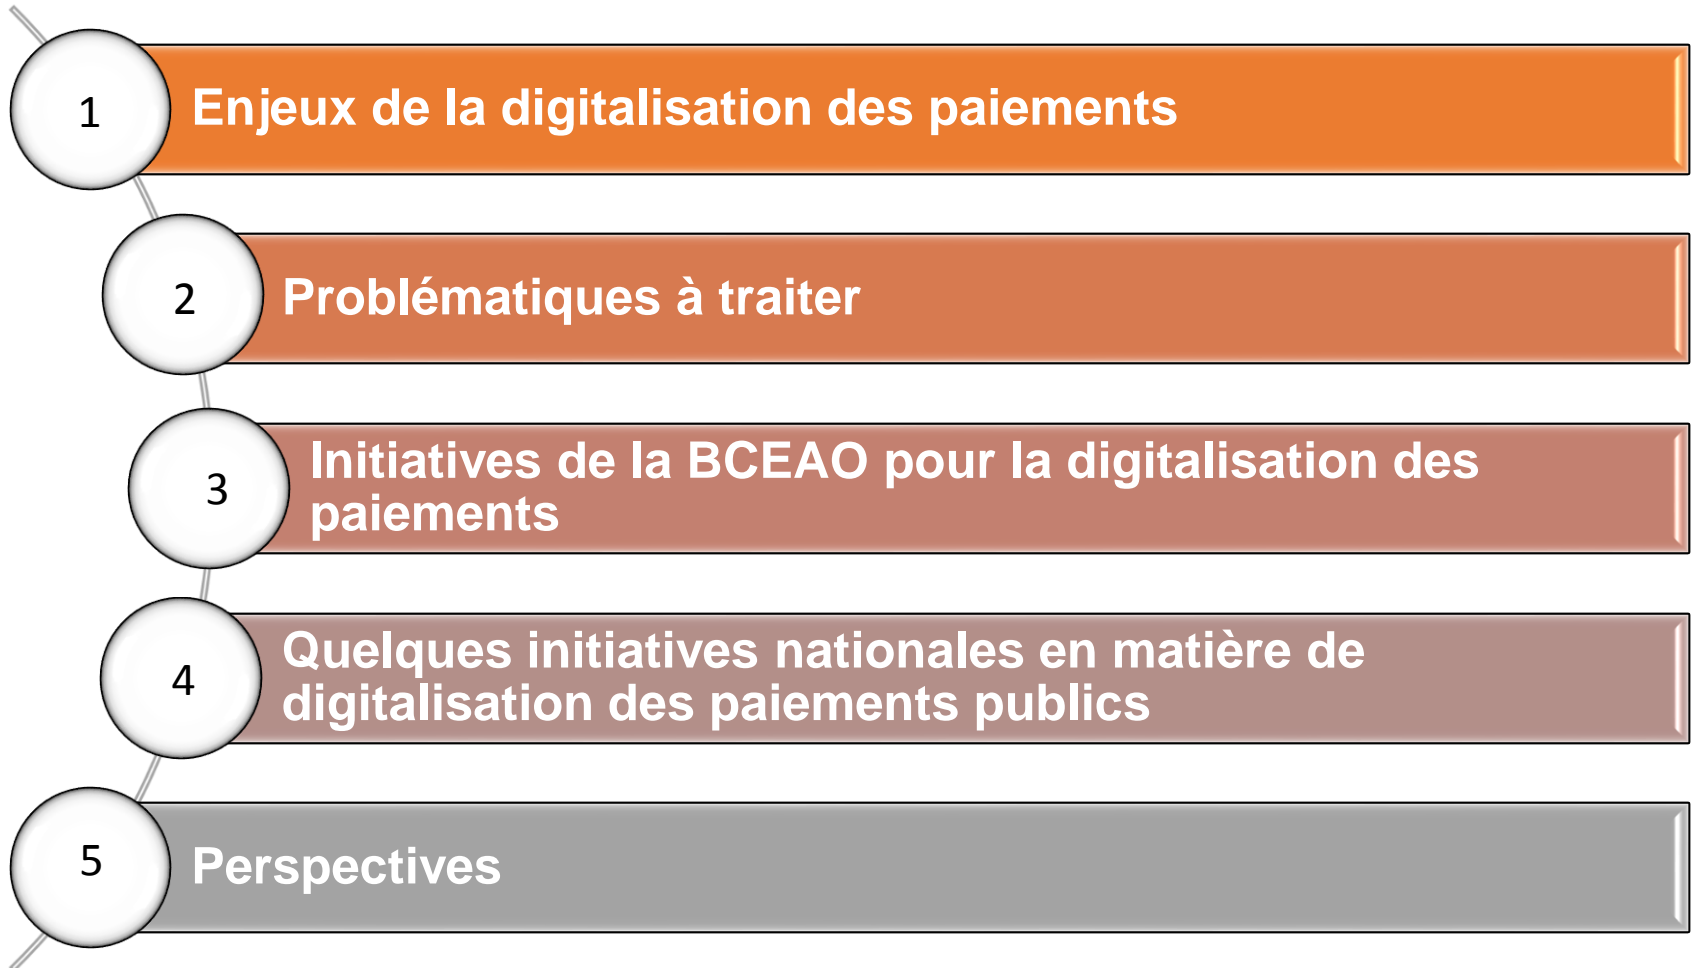 1
Enjeux de la digitalisation des paiements
2
Problématiques à traiter
3
Initiatives de la BCEAO pour la digitalisation des
paiements
4
Quelques initiatives nationales en matière de
digitalisation des paiements publics
5
Perspectives